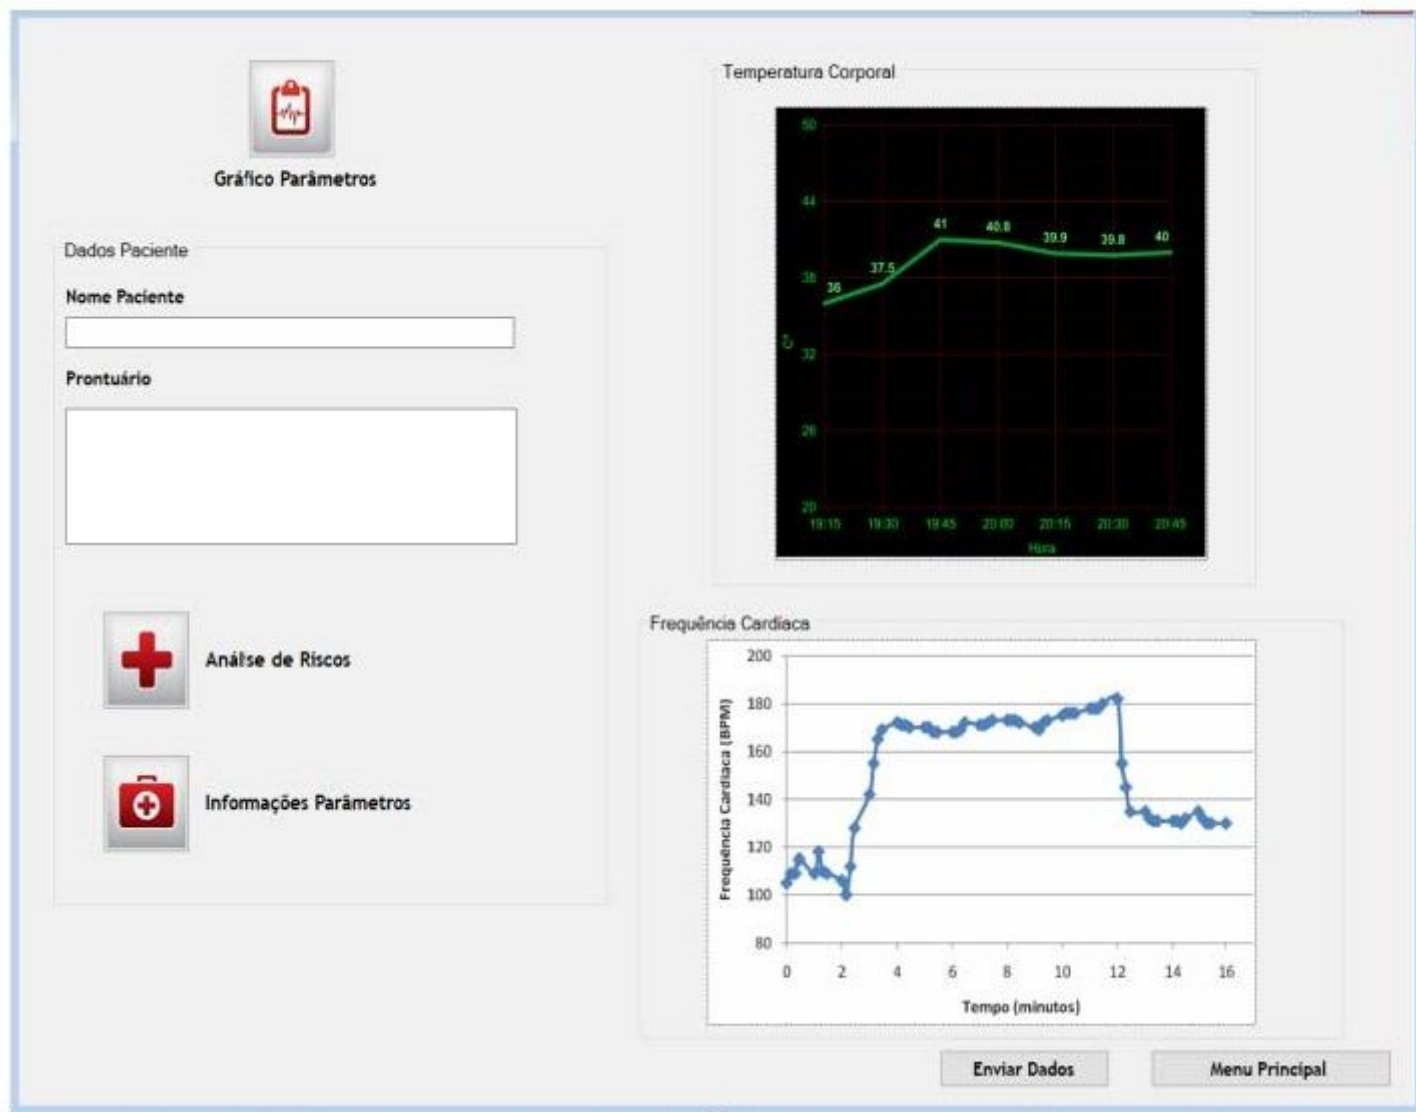 Gráfico Parâmetros
Dados Paciente
Nome Paciente
Prontuário
Análise de Riscos
Informações Parâmetros
Temperatura Corporal
50
44
38
32
26
20
C°
36
37.5
41
40.8
39.9
39.8
40
19:15 19:30 19:45 20:00 20:15 20:30 20:45
Hora
Frequência Cardíaca
Frequência Cardíaca (BPM)
200
180
160
140
120
100
80
0 2 4 6 8 10 12 14 16
Tempo (minutos)
Enviar Dados
Menu Principal